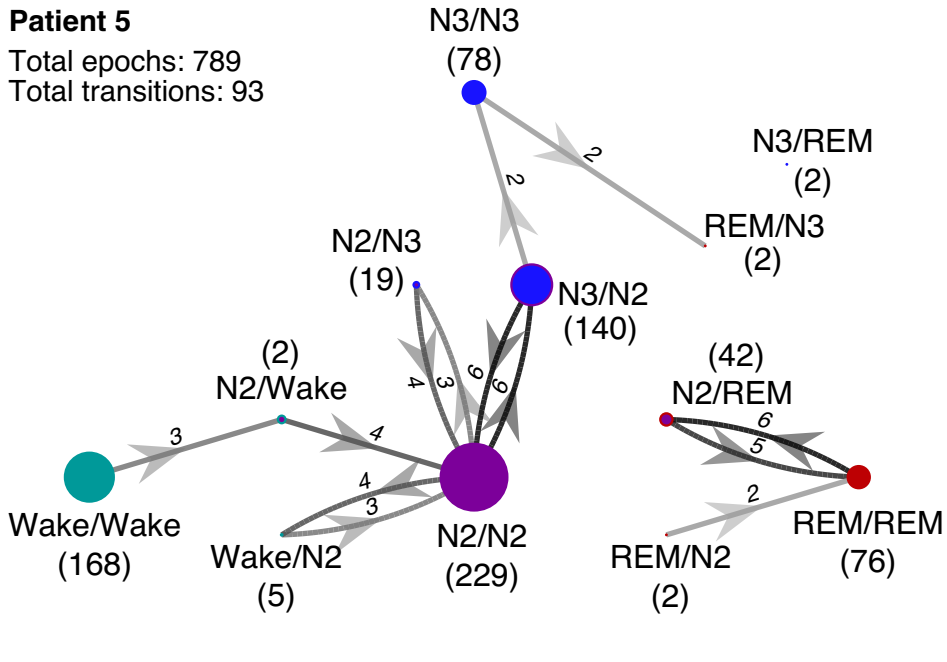 Patient 5
Total epochs: 789
Total transitions: 93
N3/N3
(78)
2
2
N3/REM
(2)
REM/N3
(2)
N2/N3
(19)
N3/N2
(140)
4
3
6
6
(2)
N2/Wake
3
4
4
3
Wake/Wake
(168)
Wake/N2
(5)
N2/N2
(229)
(42)
N2/REM
6
5
2
REM/N2
(2)
REM/REM
(76)